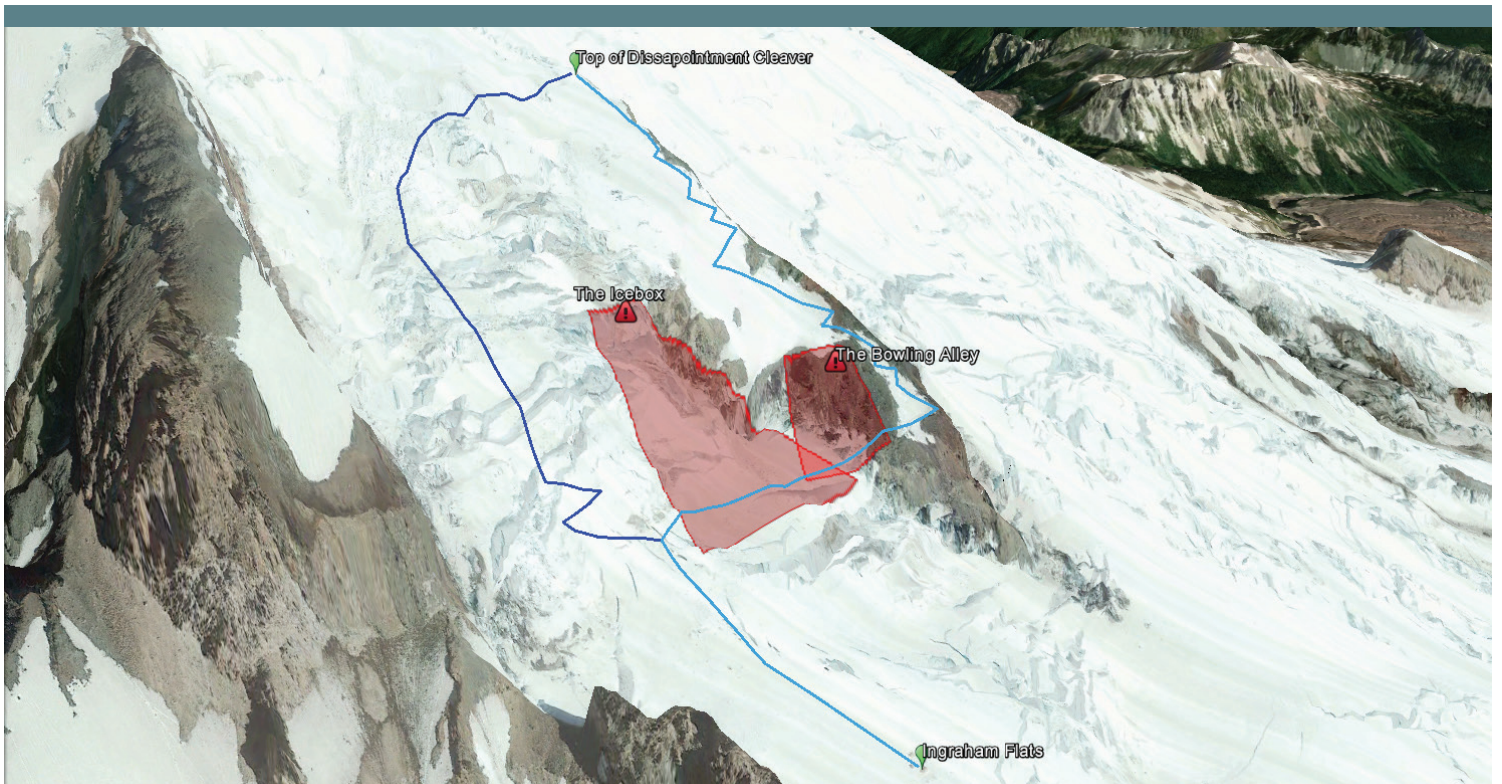 Top of Dissapointment Cleaver
The Icebox
The Bowling Alley
Ingraham Flats